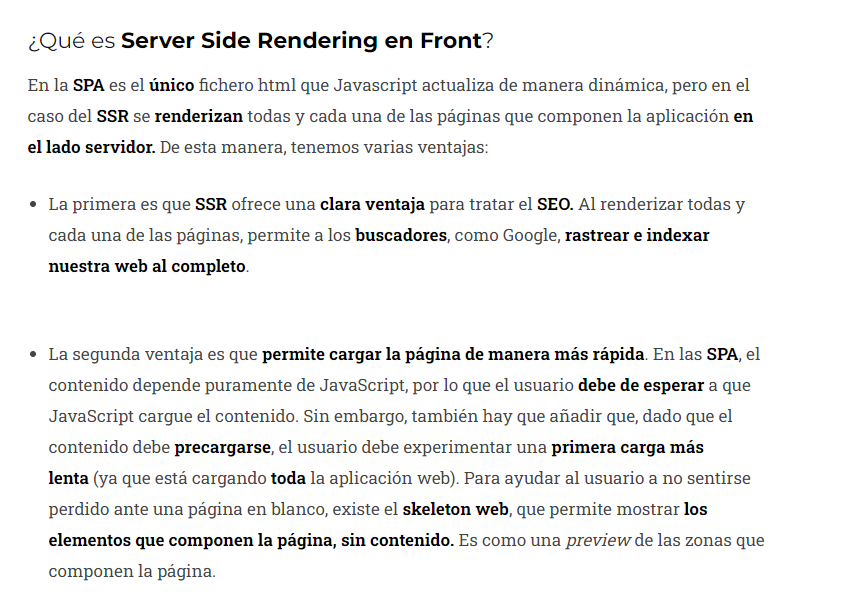 ¿Qué es Server Side Rendering en Front?
En la SPA es el único fichero html que Javascript actualiza de manera dinámica, pero en el
caso del SSR se renderizan todas y cada una de las páginas que componen la aplicación en
el lado servidor. De esta manera, tenemos varias ventajas:
• La primera es que SSR ofrece una clara ventaja para tratar el SEO. Al renderizar todas y
cada una de las páginas, permite a los buscadores, como Google, rastrear e indexar
nuestra web al completo.
• La segunda ventaja es que permite cargar la página de manera más rápida. En las SPA, el
contenido depende puramente de JavaScript, por lo que el usuario debe de esperar a que
JavaScript cargue el contenido. Sin embargo, también hay que añadir que, dado que el
contenido debe precargarse, el usuario debe experimentar una primera carga más
lenta (ya que está cargando toda la aplicación web). Para ayudar al usuario a no sentirse
perdido ante una página en blanco, existe el skeleton web, que permite mostrar los
elementos que componen la página, sin contenido. Es como una preview de las zonas que
componen la página.